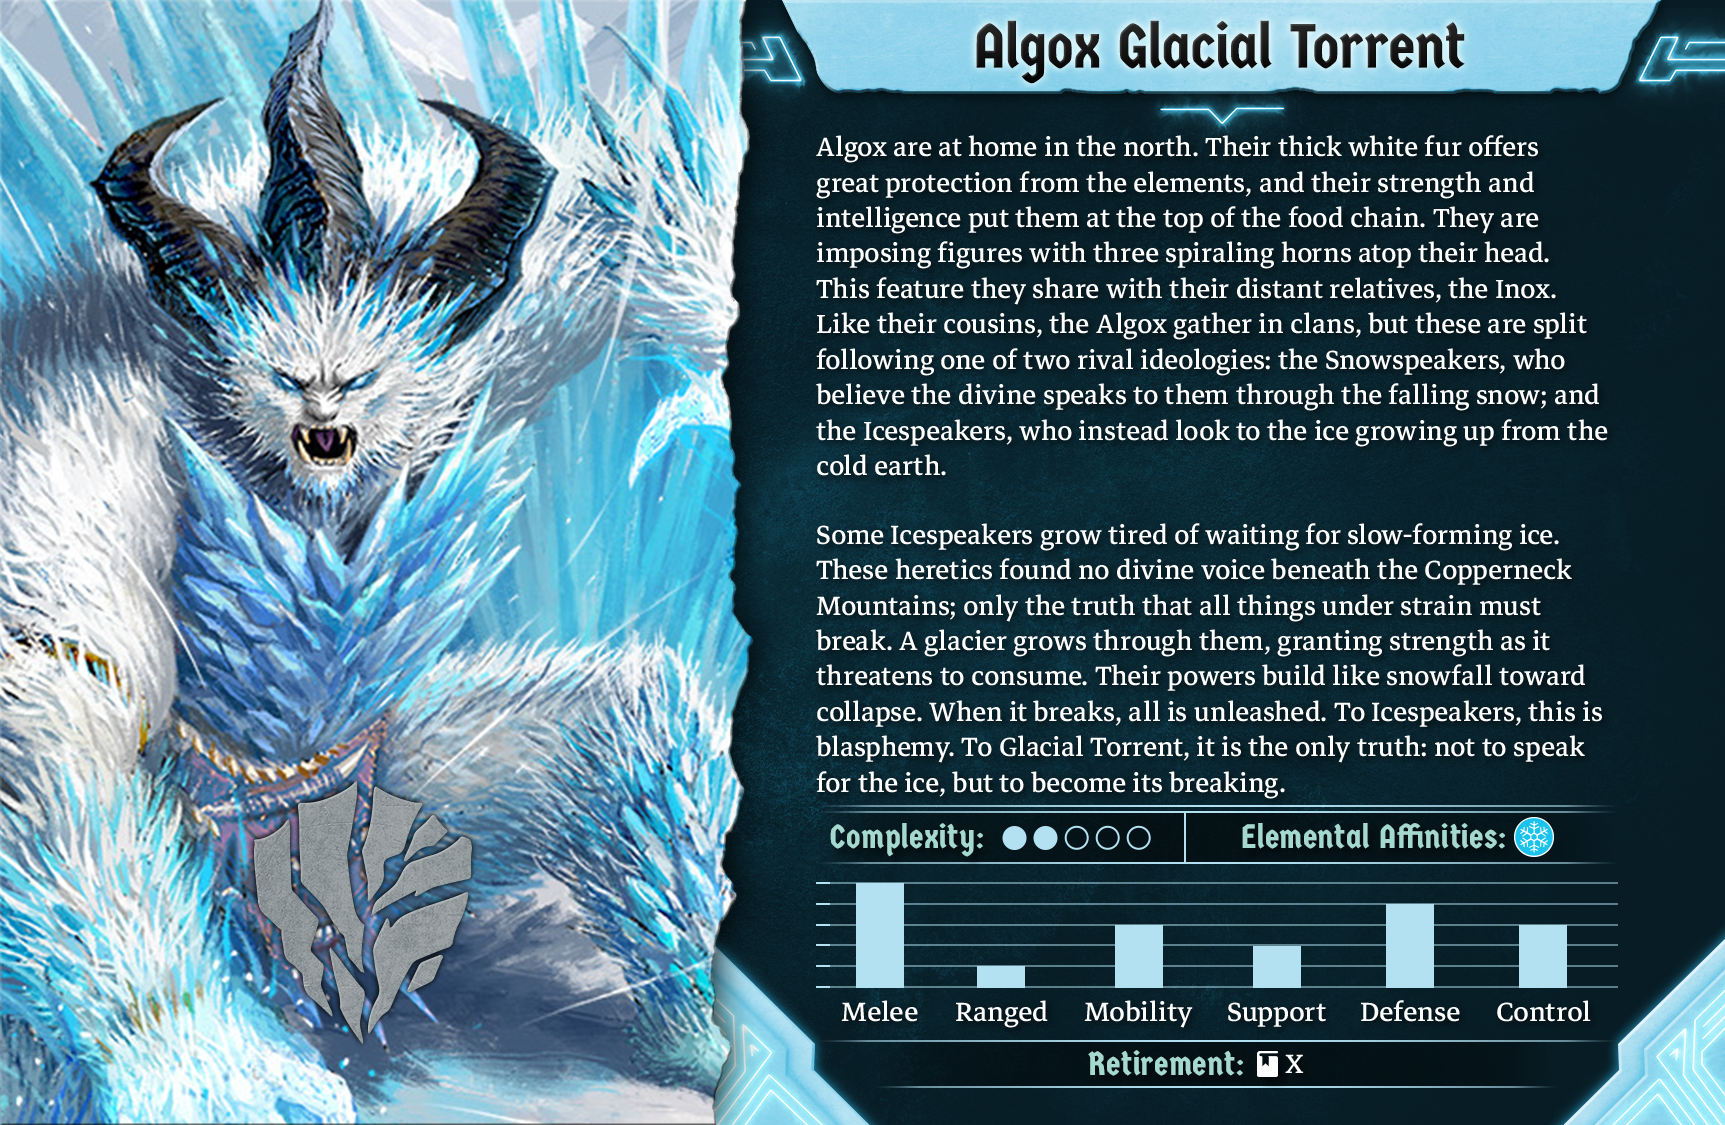 Algox Glacial Torrent
Algox are at home in the north. Their thick white fur offers
great protection from the elements, and their strength and
intelligence put them at the top of the food chain. They are
imposing figures with three spiraling horns atop their head.
This feature they share with their distant relatives, the Inox.
Like their cousins, the Algox gather in clans, but these are split
following one of two rival ideologies: the Snowspeakers, who
believe the divine speaks to them through the falling snow; and
the Icespeakers, who instead look to the ice growing up from the
cold earth.
Some Icespeakers grow tired of waiting for slow-forming ice.
These heretics found no divine voice beneath the Copperneck
Mountains; only the truth that all things under strain must
break. A glacier grows through them, granting strength as it
threatens to consume. Their powers build like snowfall toward
collapse. When it breaks, all is unleashed. To Icespeakers, this is
blasphemy. To Glacial Torrent, it is the only truth: not to speak
for the ice, but to become its breaking.
Complexity: Elemental Affinities:
Melee Ranged Mobility Support Defense Control
Retirement: X